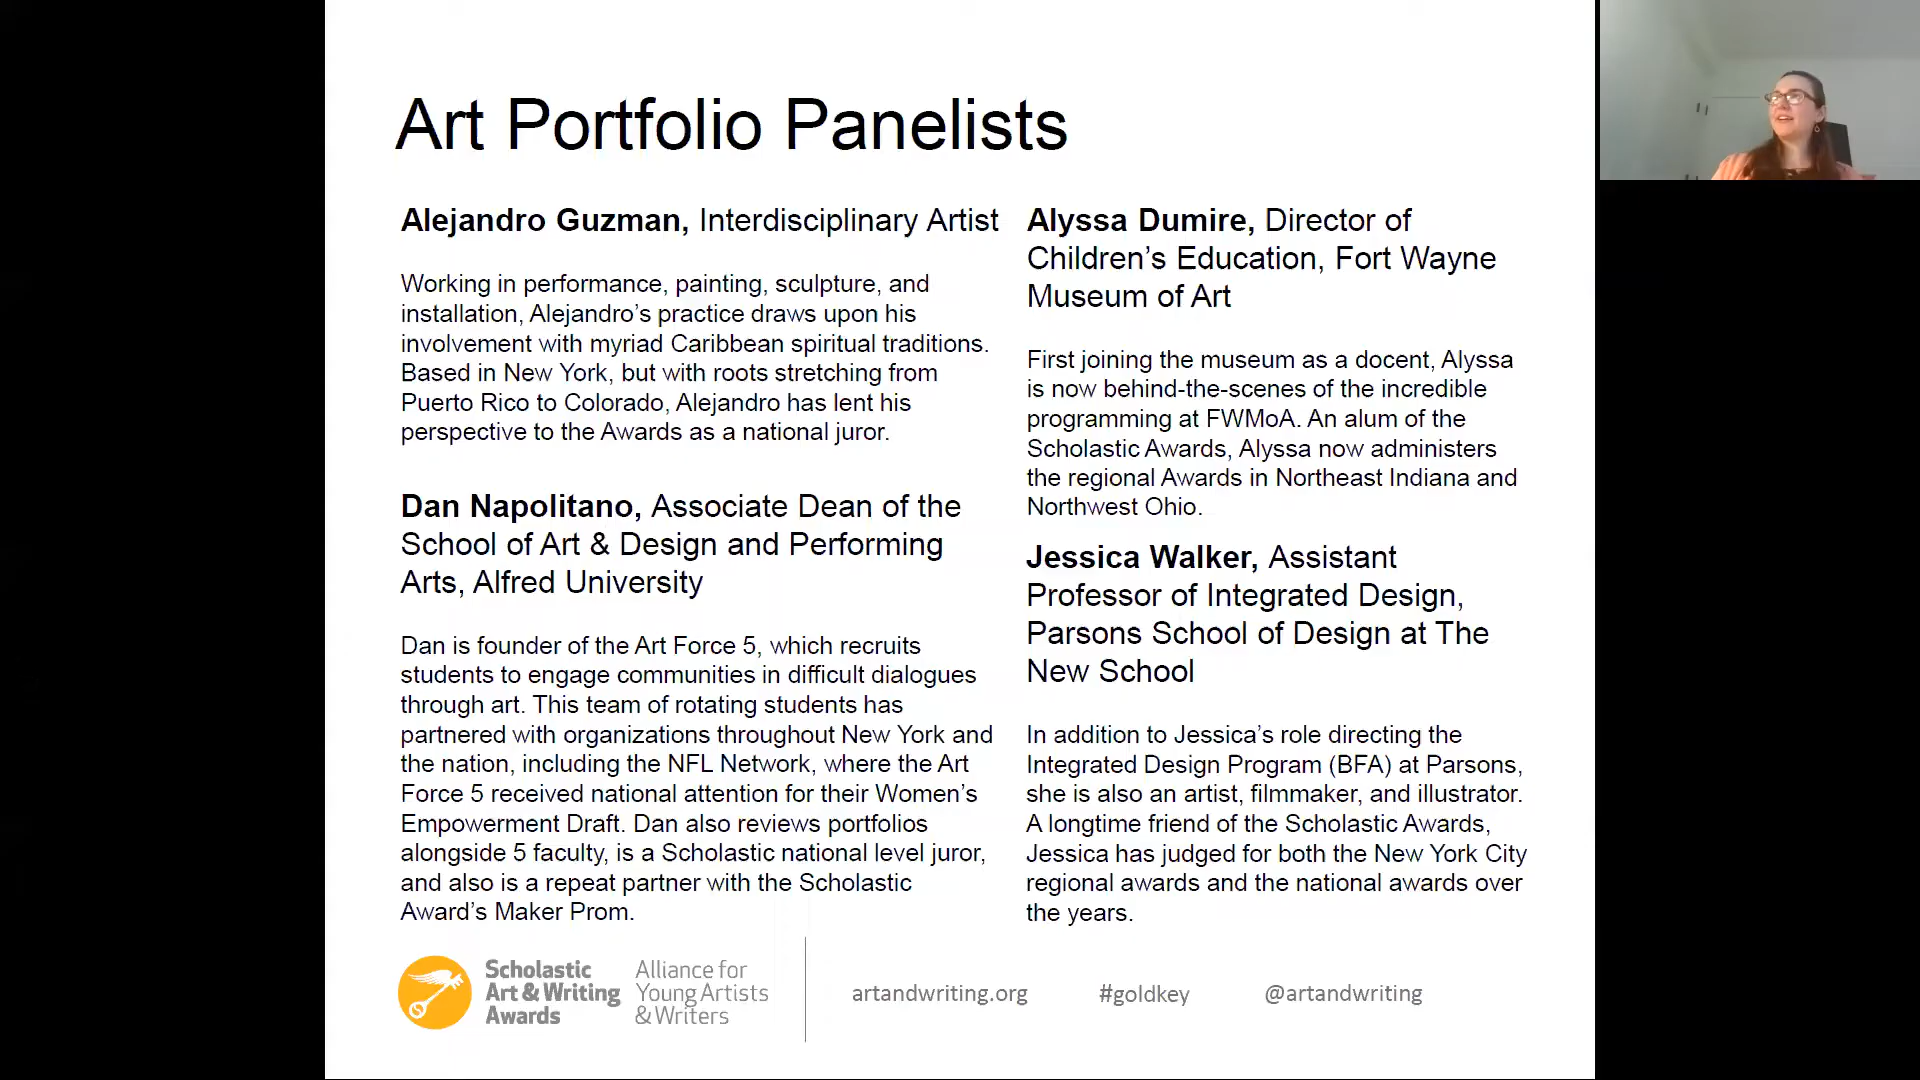 Art Portfolio Panelists
Alejandro Guzman, Interdisciplinary Artist
Working in performance, painting, sculpture, and
installation, Alejandro’s practice draws upon his
involvement with myriad Caribbean spiritual traditions.
Based in New York, but with roots stretching from
Puerto Rico to Colorado, Alejandro has lent his
perspective to the Awards as a national juror.
Dan Napolitano, Associate Dean of the
School of Art & Design and Performing
Arts, Alfred University
Dan is founder of the Art Force 5, which recruits
students to engage communities in difficult dialogues
through art. This team of rotating students has
partnered with organizations throughout New York and
the nation, including the NFL Network, where the Art
Force 5 received national attention for their Women’s
Empowerment Draft. Dan also reviews portfolios
alongside 5 faculty, is a Scholastic national level juror,
and also is a repeat partner with the Scholastic
Award’s Maker Prom.
Alyssa Dumire, Director of
Children’s Education, Fort Wayne
Museum of Art
First joining the museum as a docent, Alyssa
is now behind-the-scenes of the incredible
programming at FWMoA. An alum of the
Scholastic Awards, Alyssa now administers
the regional Awards in Northeast Indiana and
Northwest Ohio.
Jessica Walker, Assistant
Professor of Integrated Design,
Parsons School of Design at The
New School
In addition to Jessica’s role directing the
Integrated Design Program (BFA) at Parsons,
she is also an artist, filmmaker, and illustrator.
A longtime friend of the Scholastic Awards,
Jessica has judged for both the New York City
regional awards and the national awards over
the years.
Scholastic
Art & Writing
Awards
Alliance for
Young Artists
& Writers
artandwriting.org
#goldkey
@artandwriting